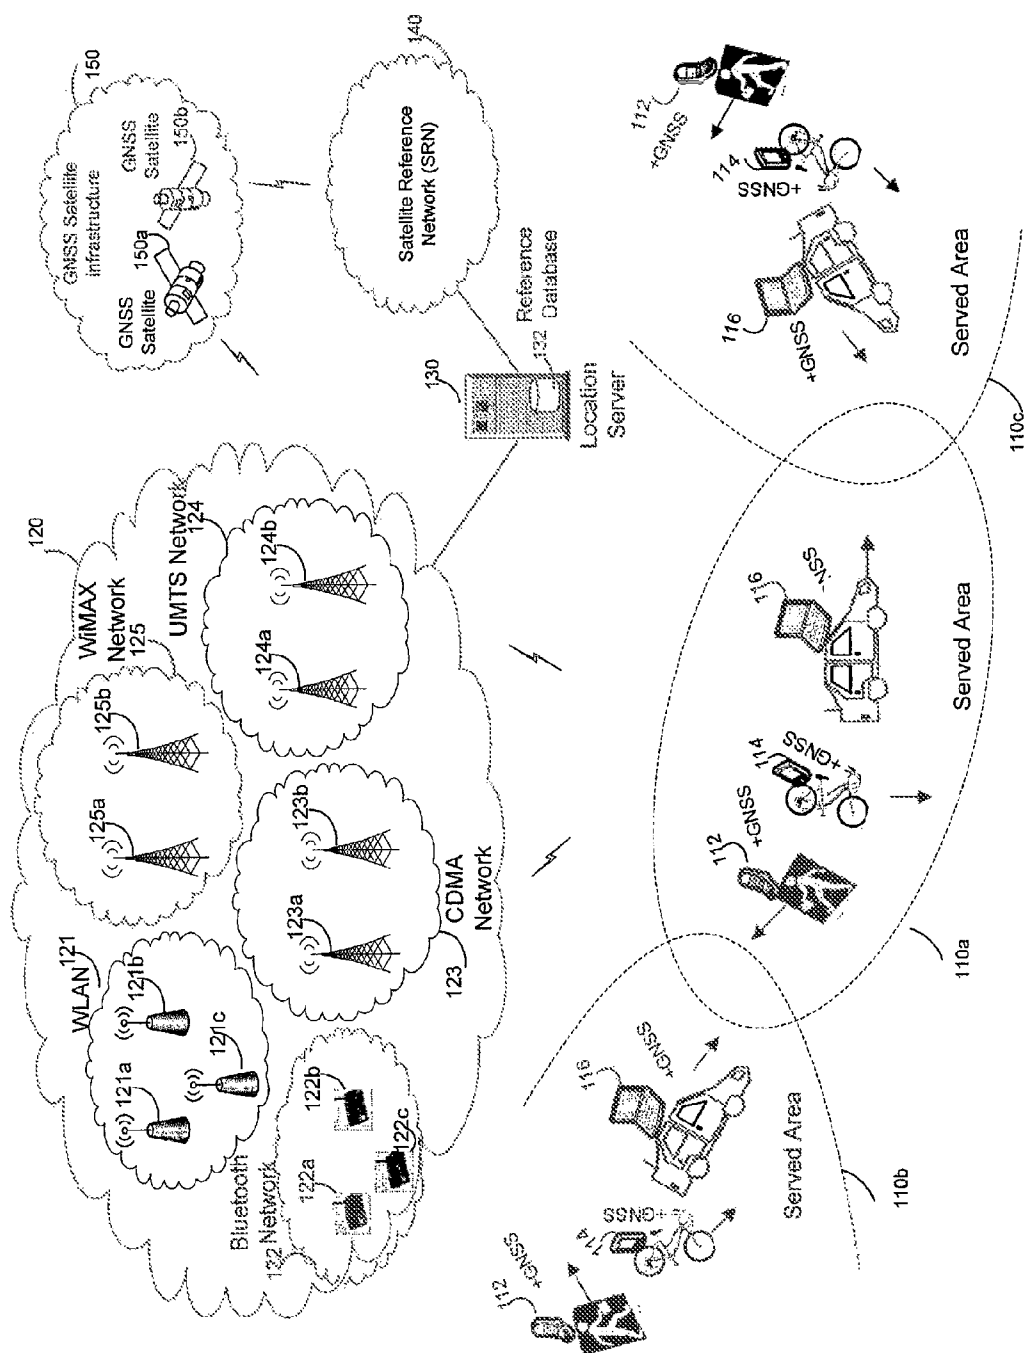 120
WiMAX
Network
125
125a
125b
UMTS Network
124
124a
124b
WLAN
121
121a
121b
121c
Bluetooth
132 Network
122a
122b
122c
CDMA
Network
123
123a
123b
150
GNSS Satellite
infrastructure
GNSS
Satellite
150a
GNSS
Satellite
150b
140
Satellite Reference
Network (SRN)
130
132
Reference
Database
Location
Server
112
+GNSS
114
+GNSS
116
+GNSS
Served Area
110b
112
+GNSS
114
+GNSS
116
NSS
Served Area
110a
112
+GNSS
114
+GNSS
116
+GNSS
Served Area
110c